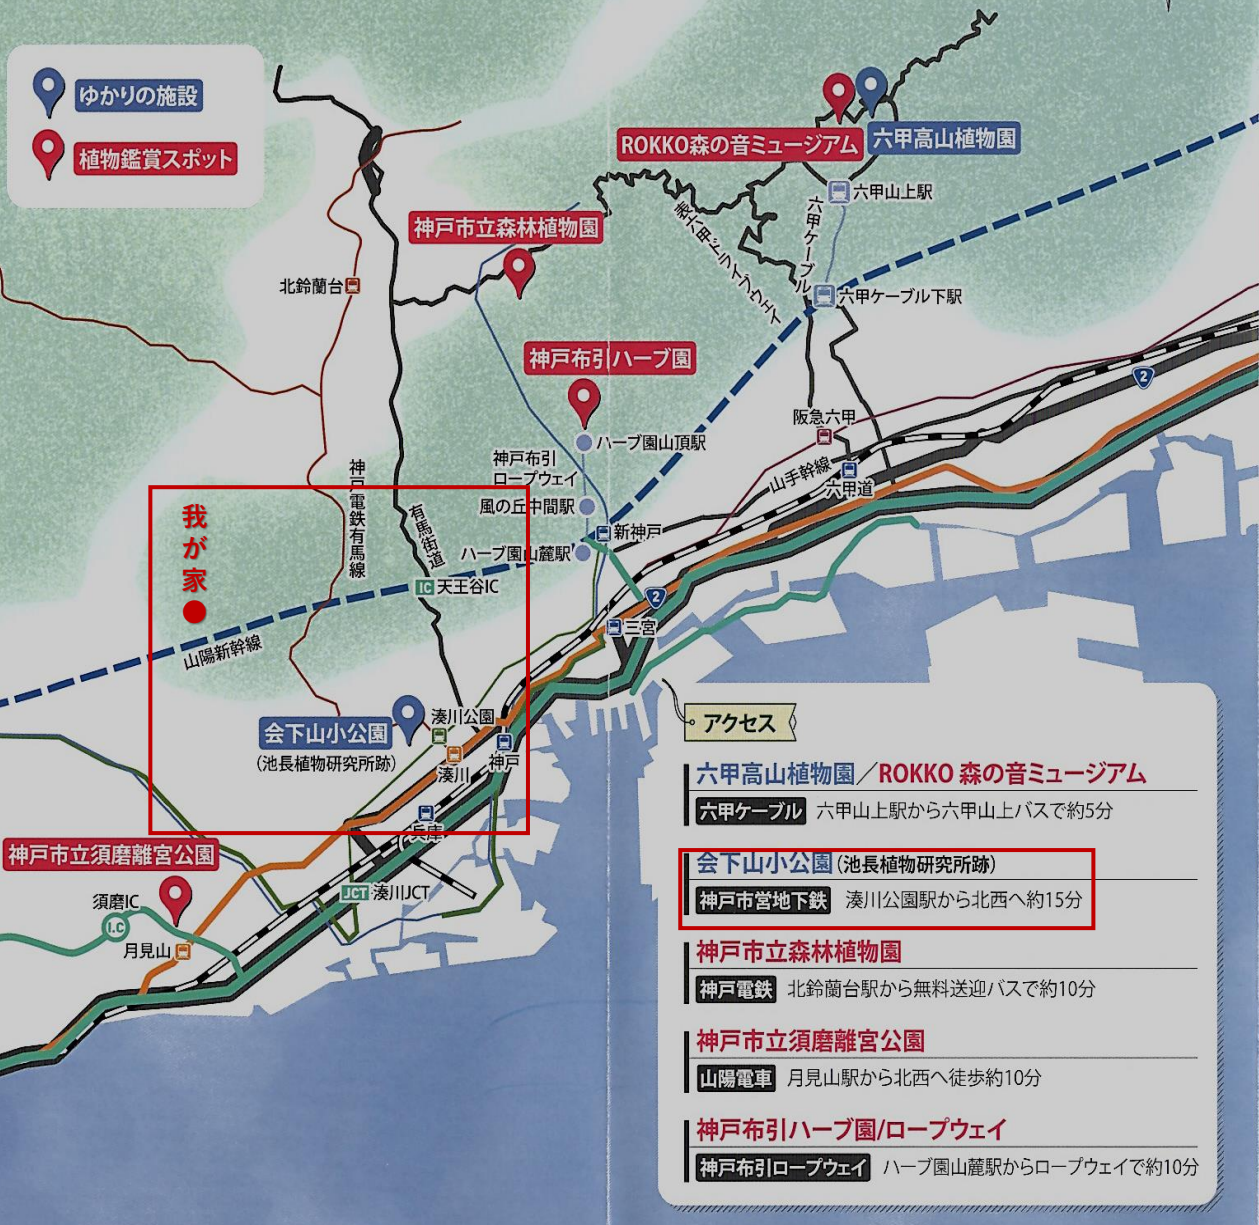 ゆかりの施設
植物鑑賞スポット
ROKKO森の音ミュージアム
六甲高山植物園
六甲山上駅
六甲ケーブル
表六甲ドライブウェイ
六甲ケーブル下駅
神戸市立森林植物園
北鈴蘭台
神戸布引ハーブ園
ハーブ園山頂駅
神戸布引
ロープウェイ
風の丘中間駅
新神戸
ハーブ園山麓駅
阪急六甲
山手幹線
六甲道
2
神戸電鉄有馬線
有馬街道
我が家
IC 天王谷IC
山陽新幹線
2
三宮
会下山小公園
(池長植物研究所跡)
湊川公園
湊川
神戸
兵庫
神戸市立須磨離宮公園
須磨IC
I.C
月見山
JCT 湊川JCT
アクセス
六甲高山植物園／ROKKO 森の音ミュージアム
六甲ケーブル 六甲山上駅から六甲山上バスで約5分
会下山小公園(池長植物研究所跡)
神戸市営地下鉄 湊川公園駅から北西へ約15分
神戸市立森林植物園
神戸電鉄 北鈴蘭台駅から無料送迎バスで約10分
神戸市立須磨離宮公園
山陽電車 月見山駅から北西へ徒歩約10分
神戸布引ハーブ園/ロープウェイ
神戸布引ロープウェイ ハーブ園山麓駅からロープウェイで約10分